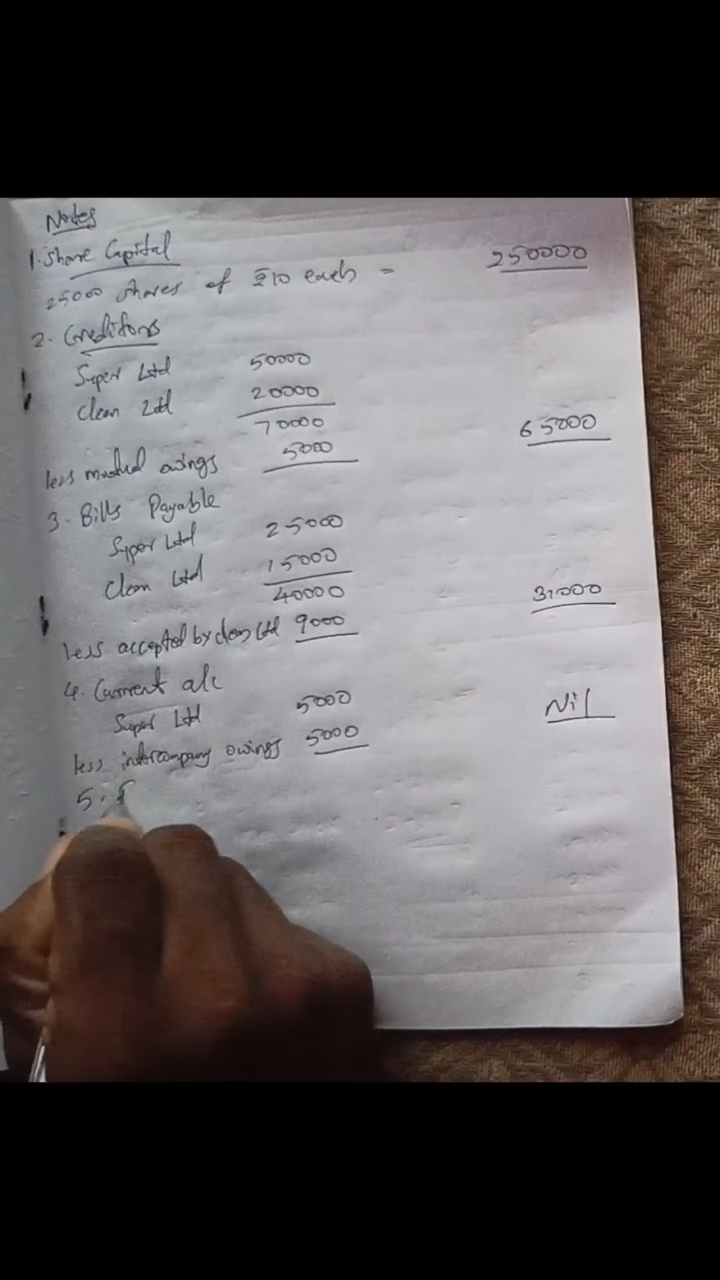 Notes
1. Share Capital
25000 shares of ₹10 each = 250000
2. Creditors
Super Ltd 50000
Clean Ltd 20000
70000
less mutual owings 5000 65000
3. Bills Payable
Super Ltd 25000
Clean Ltd 15000
40000
less accepted by clean Ltd 9000 31000
4. Current a/c
Super Ltd 5000
less intercompany owings 5000 Nil
5.